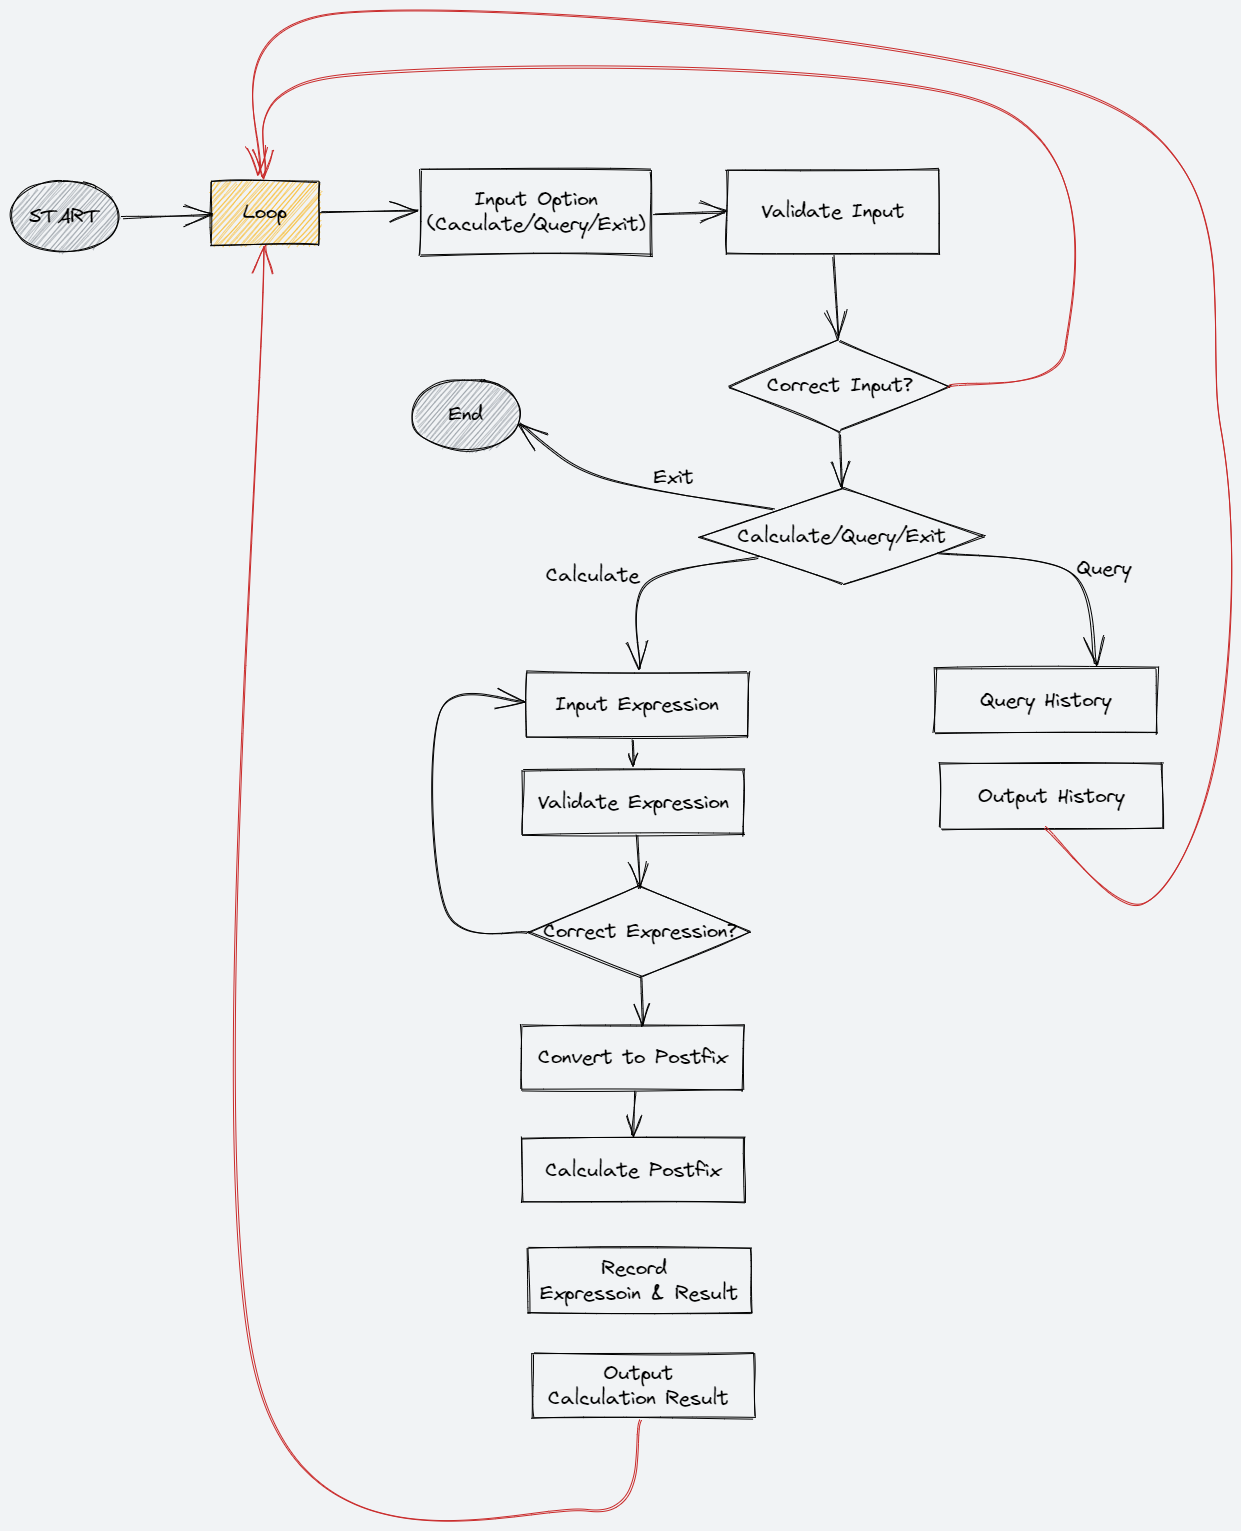 START
Loop
Input Option
(Caculate/Query/Exit)
Validate Input
Correct Input?
End
Exit
Calculate/Query/Exit
Calculate
Query
Input Expression
Query History
Validate Expression
Output History
Correct Expression?
Convert to Postfix
Calculate Postfix
Record
Expressoin & Result
Output
Calculation Result